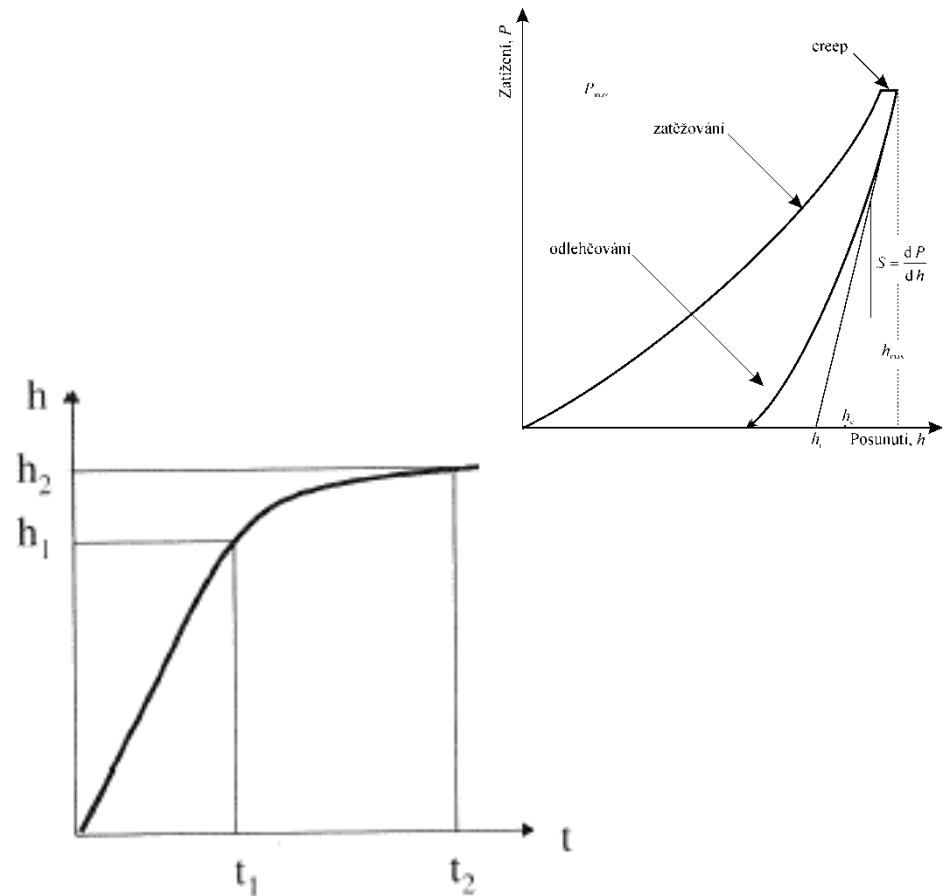 Zatížení, P
creep
P
zatěžování
odlehčování
S = dP/dh
h
h
h
Posunutí, h
h
h₂
h₁
t
t₁
t₂